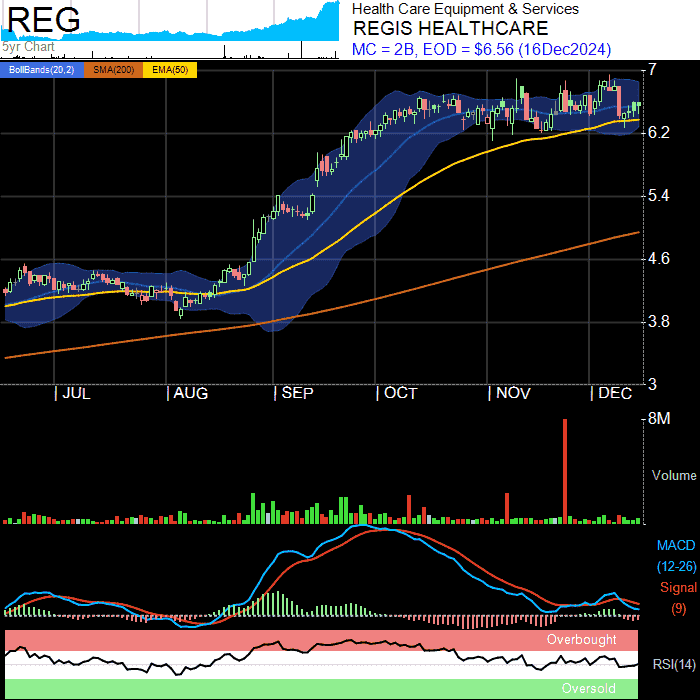 REG
5yr Chart
Health Care Equipment & Services
REGIS HEALTHCARE
MC = 2B, EOD = $6.56 (16Dec2024)
BollBands(20,2) SMA(200) EMA(50)
7
6.2
5.4
4.6
3.8
3
JUL AUG SEP OCT NOV DEC
8M
Volume
MACD
(12-26)
Signal
(9)
Overbought
RSI(14)
Oversold